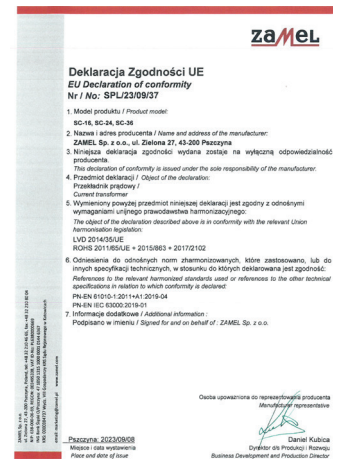 zamel
Deklaracja Zgodności UE
EU Declaration of conformity
Nr / No: SPL/23/09/37
1. Model produktu / Product model:
SC-16, SC-24, SC-36
2. Nazwa i adres producenta / Name and address of the manufacturer:
ZAMEL Sp. z o.o., ul. Zielona 27, 43-200 Pszczyna
3. Niniejsza deklaracja zgodności wydana zostaje na wyłączną odpowiedzialność
producenta.
This declaration of conformity is issued under the sole responsibility of the manufacturer.
4. Przedmiot deklaracji / Object of the declaration:
Przekładnik prądowy /
Current transformer
5. Wymieniony powyżej przedmiot niniejszej deklaracji jest zgodny z odnośnymi
wymaganiami unijnego prawodawstwa harmonizacyjnego:
The object of the declaration described above is in conformity with the relevant Union
hermonisation legislation:
LVD 2014/35/UE
ROHS 2011/65/UE + 2015/863 + 2017/2102
6. Odniesienia do odnośnych norm zharmonizowanych, które zastosowano, lub do
innych specyfikacji technicznych, w stosunku do których deklarowana jest zgodność:
References to the relevant harmonized standards used or references to the other technical
specifications in relation to which conformity is declared:
PN-EN 61010-1:2011+A1:2019-04
PN-EN IEC 63000:2019-01
7. Informacje dodatkowe / Additional information :
Podpisano w imieniu / Signed for and on behalf of : ZAMEL Sp. z o.o.
Osoba upoważniona do reprezentowania producenta
Manufacturer representative
Pszczyna: 2023/09/08
Miejsce i data wystawienia
Place and date of issue
Daniel Kubica
Dyrektor d/s Produkcji i Rozwoju
Business Development and Production Director
ZAMEL Sp. z o.o.